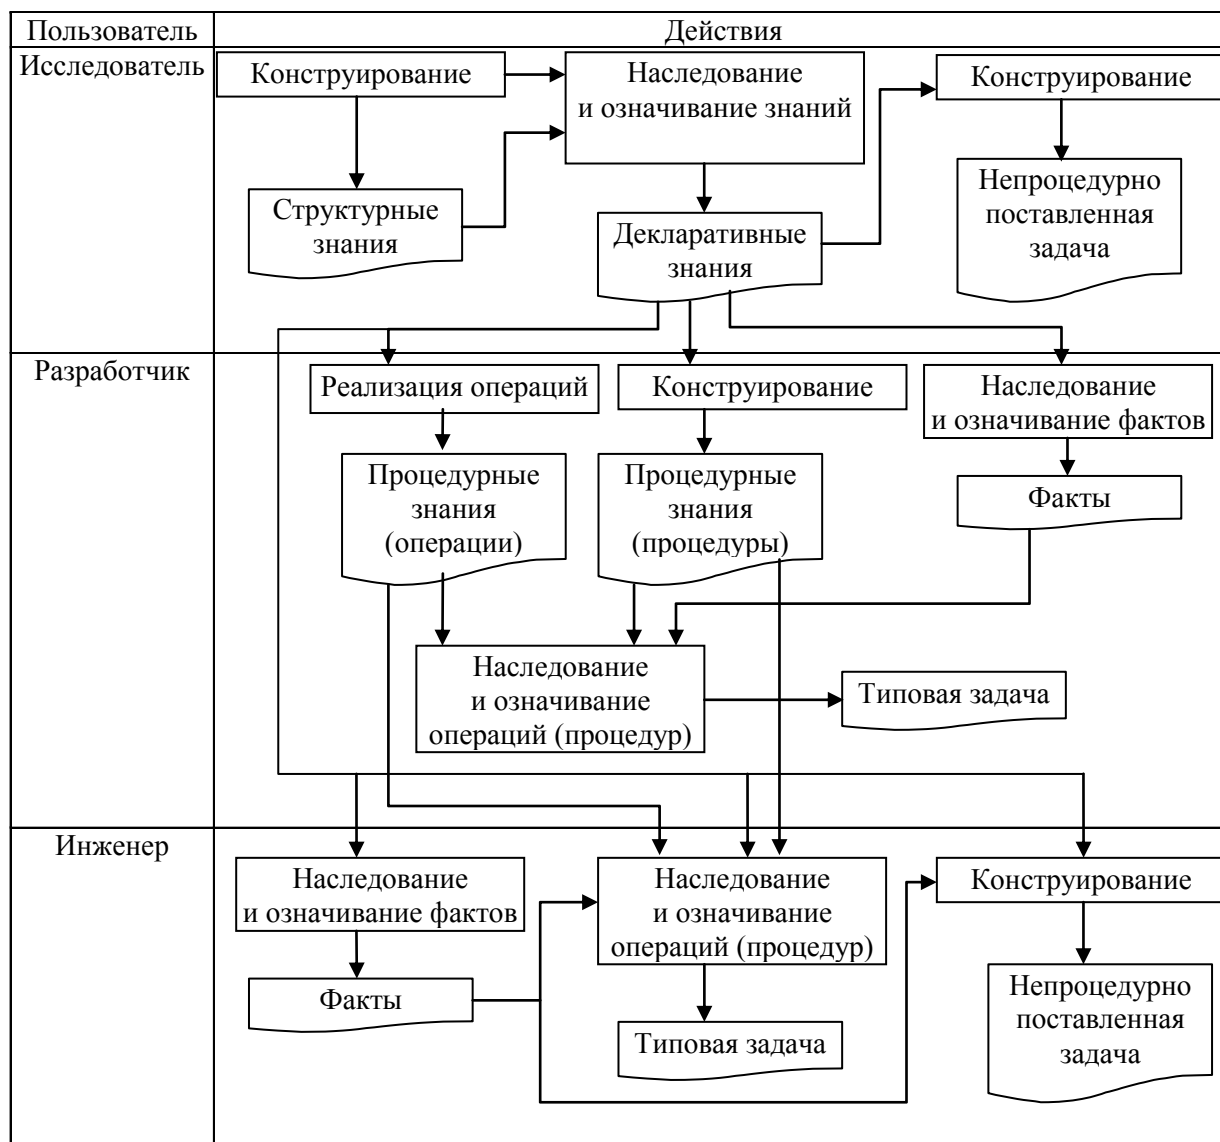 Пользователь
Действия
Исследователь
Конструирование
Наследование
и означивание знаний
Конструирование
Структурные
знания
Декларативные
знания
Непроцедурно
поставленная
задача
Разработчик
Реализация операций
Конструирование
Наследование
и означивание фактов
Процедурные
знания
(операции)
Процедурные
знания
(процедуры)
Факты
Наследование
и означивание
операций (процедур)
Типовая задача
Инженер
Наследование
и означивание фактов
Наследование
и означивание
операций (процедур)
Конструирование
Факты
Типовая задача
Непроцедурно
поставленная
задача